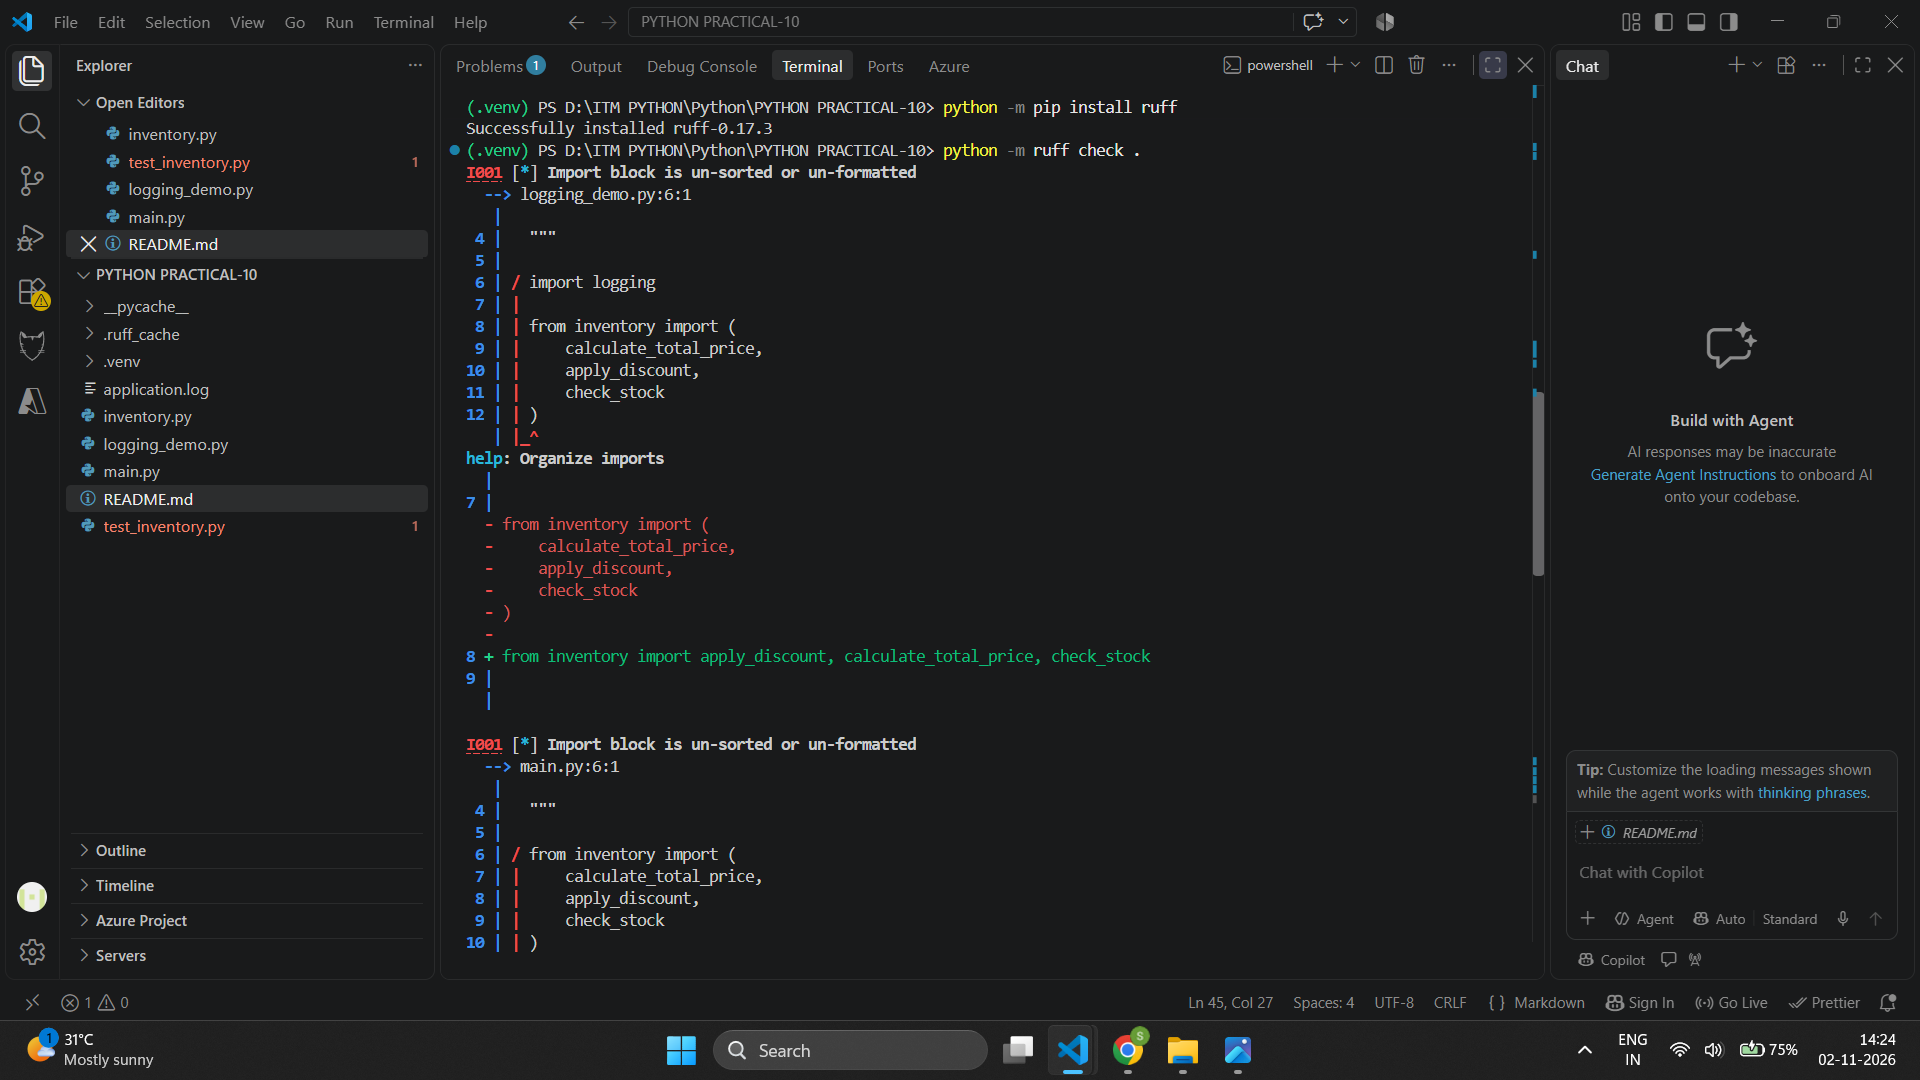 File Edit Selection View Go Run Terminal Help
PYTHON PRACTICAL-10
Explorer
Open Editors
inventory.py
test_inventory.py 1
logging_demo.py
main.py
README.md
PYTHON PRACTICAL-10
__pycache__
.ruff_cache
.venv
application.log
inventory.py
logging_demo.py
main.py
README.md
test_inventory.py 1
Outline
Timeline
Azure Project
Servers
Problems 1 Output Debug Console Terminal Ports Azure
powershell
(.venv) PS D:\ITM PYTHON\Python\PYTHON PRACTICAL-10> python -m pip install ruff
Successfully installed ruff-0.17.3
(.venv) PS D:\ITM PYTHON\Python\PYTHON PRACTICAL-10> python -m ruff check .
I001 [*] Import block is un-sorted or un-formatted
--> logging_demo.py:6:1
|
4 | """
5 |
6 | / import logging
7 | |
8 | | from inventory import (
9 | | calculate_total_price,
10 | | apply_discount,
11 | | check_stock
12 | | )
| |_^
help: Organize imports
|
7 |
- from inventory import (
- calculate_total_price,
- apply_discount,
- check_stock
- )
-
8 + from inventory import apply_discount, calculate_total_price, check_stock
9 |
|
I001 [*] Import block is un-sorted or un-formatted
--> main.py:6:1
|
4 | """
5 |
6 | / from inventory import (
7 | | calculate_total_price,
8 | | apply_discount,
9 | | check_stock
10 | | )
Chat
Build with Agent
AI responses may be inaccurate
Generate Agent Instructions to onboard AI
onto your codebase.
Tip: Customize the loading messages shown
while the agent works with thinking phrases.
README.md
Chat with Copilot
Agent Auto Standard
Copilot
1 0
Ln 45, Col 27 Spaces: 4 UTF-8 CRLF { } Markdown Sign In Go Live Prettier
1
31°C
Mostly sunny
Search
S
ENG
IN
75%
14:24
02-11-2026